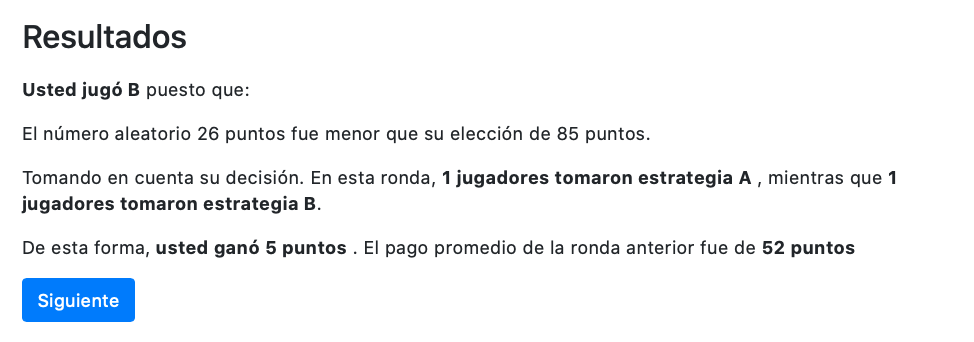 Resultados
Usted jugó B puesto que:
El número aleatorio 26 puntos fue menor que su elección de 85 puntos.
Tomando en cuenta su decisión. En esta ronda, 1 jugadores tomaron estrategia A , mientras que 1
jugadores tomaron estrategia B.
De esta forma, usted ganó 5 puntos . El pago promedio de la ronda anterior fue de 52 puntos
Siguiente